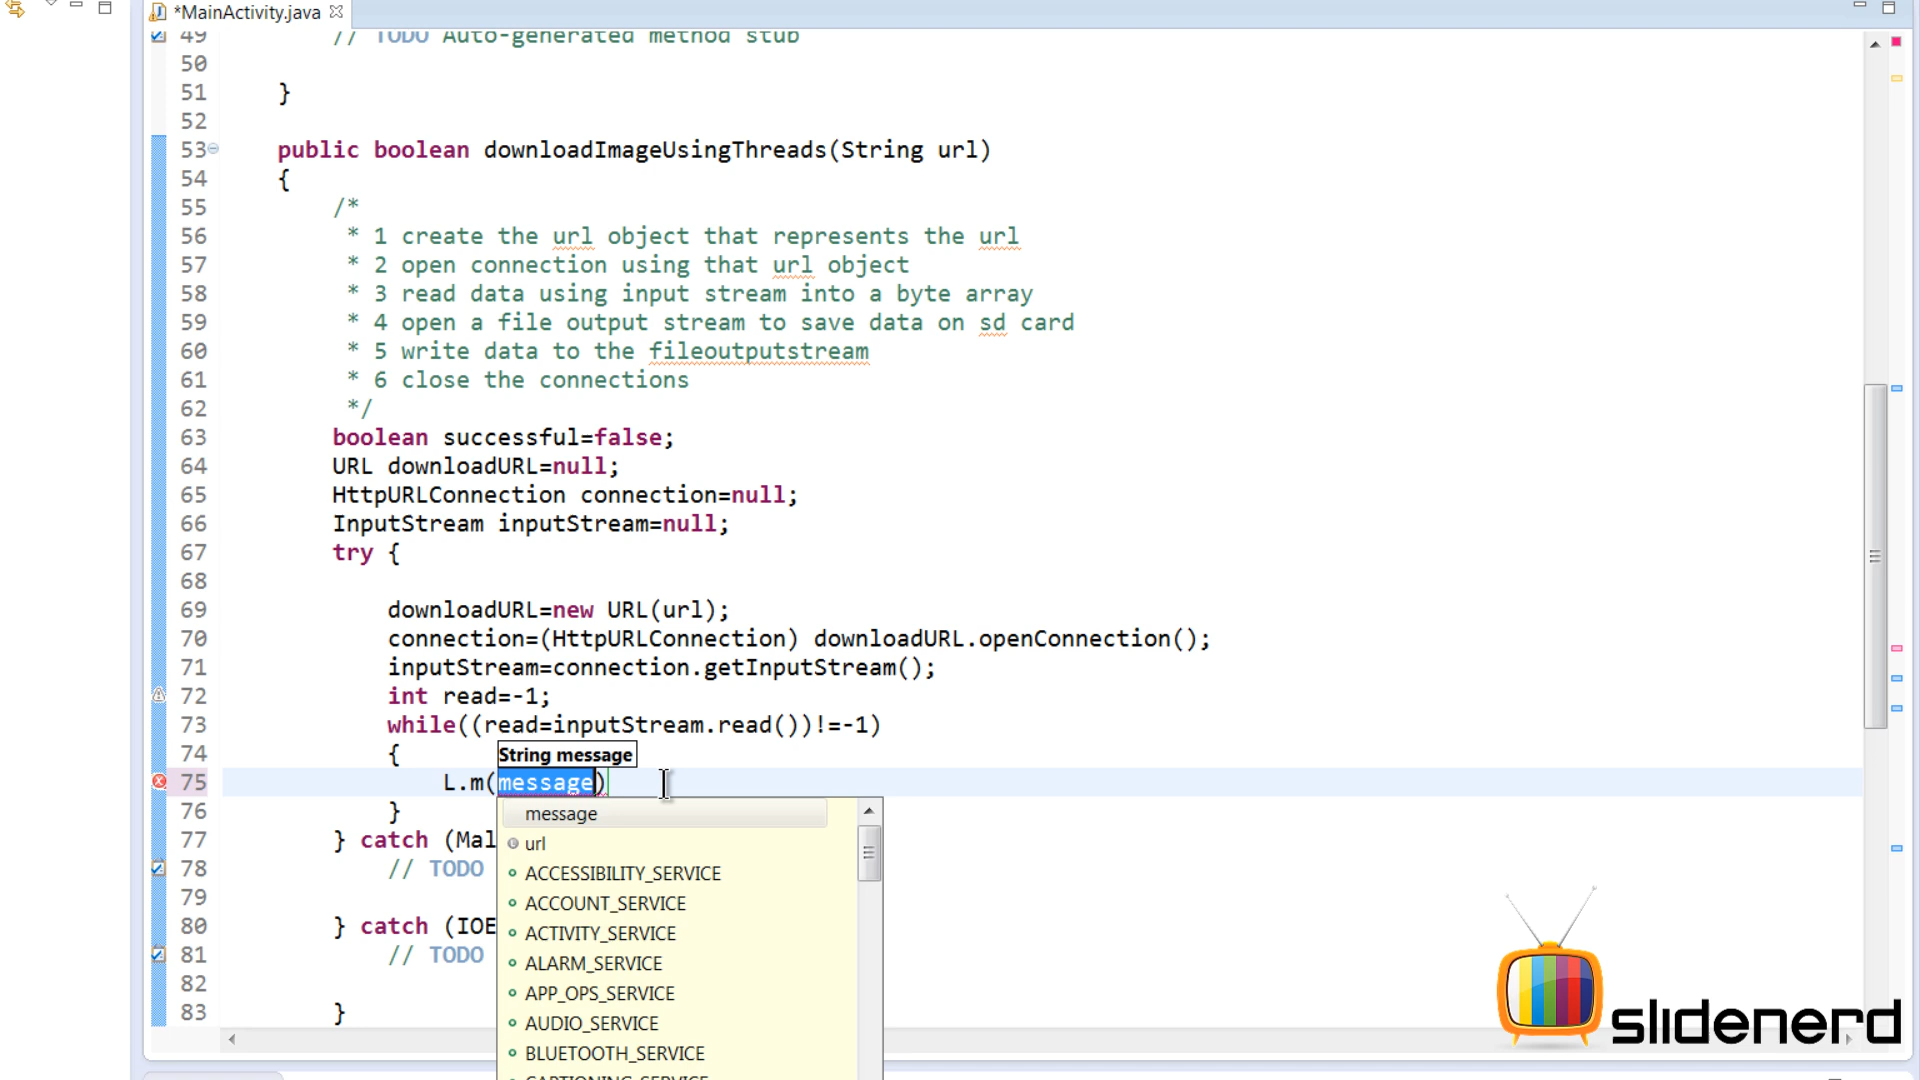 *MainActivity.java
49 // TODO Auto-generated method stub
50
51 }
52
53 public boolean downloadImageUsingThreads(String url)
54 {
55 /*
56 * 1 create the url object that represents the url
57 * 2 open connection using that url object
58 * 3 read data using input stream into a byte array
59 * 4 open a file output stream to save data on sd card
60 * 5 write data to the fileoutputstream
61 * 6 close the connections
62 */
63 boolean successful=false;
64 URL downloadURL=null;
65 HttpURLConnection connection=null;
66 InputStream inputStream=null;
67 try {
68
69 downloadURL=new URL(url);
70 connection=(HttpURLConnection) downloadURL.openConnection();
71 inputStream=connection.getInputStream();
72 int read=-1;
73 while((read=inputStream.read())!=-1)
74 {
String message
75 L.m(message)
76 }
message
77 } catch (Mal
url
78 // TODO
ACCESSIBILITY_SERVICE
79
ACCOUNT_SERVICE
80 } catch (IOE
ACTIVITY_SERVICE
81 // TODO
ALARM_SERVICE
82
APP_OPS_SERVICE
83 }
AUDIO_SERVICE
BLUETOOTH_SERVICE
slidenerd